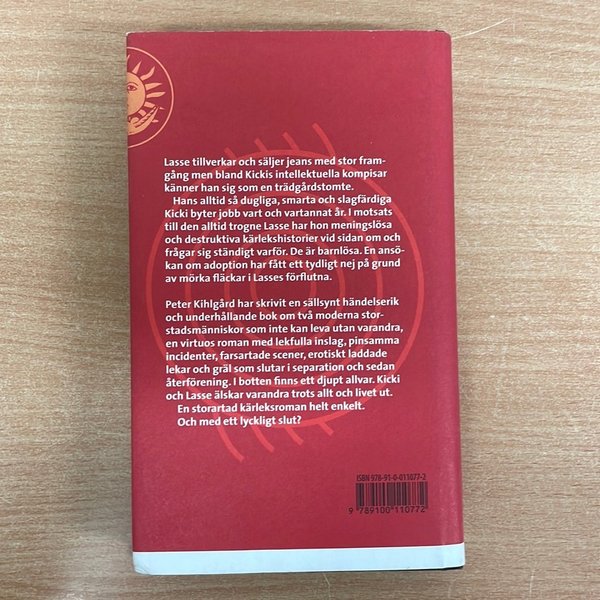 Lasse tillverkar och säljer jeans med stor fram-
gång men bland Kickis intellektuella kompisar
känner han sig som en trädgårdstomte.
Hans alltid så dugliga, smarta och slagfärdiga
Kicki byter jobb vart och vartannat år. I motsats
till den alltid trogne Lasse har hon meningslösa
och destruktiva kärlekshistorier vid sidan om och
frågar sig ständigt varför. De är barnlösa. En ansö-
kan om adoption har fått ett tydligt nej på grund
av mörka fläckar i Lasses förflutna.
Peter Kihlgård har skrivit en sällsynt händelserik
och underhållande bok om två moderna stor-
stadsmänniskor som inte kan leva utan varandra,
en virtuos roman med lekfulla inslag, pinsamma
incidenter, farsartade scener, erotiskt laddade
lekar och gräl som slutar i separation och sedan
återförening. I botten finns ett djupt allvar. Kicki
och Lasse älskar varandra trots allt och livet ut.
En storartad kärleksroman helt enkelt.
Och med ett lyckligt slut?
ISBN 978-91-0-011077-2
9 789100 110772